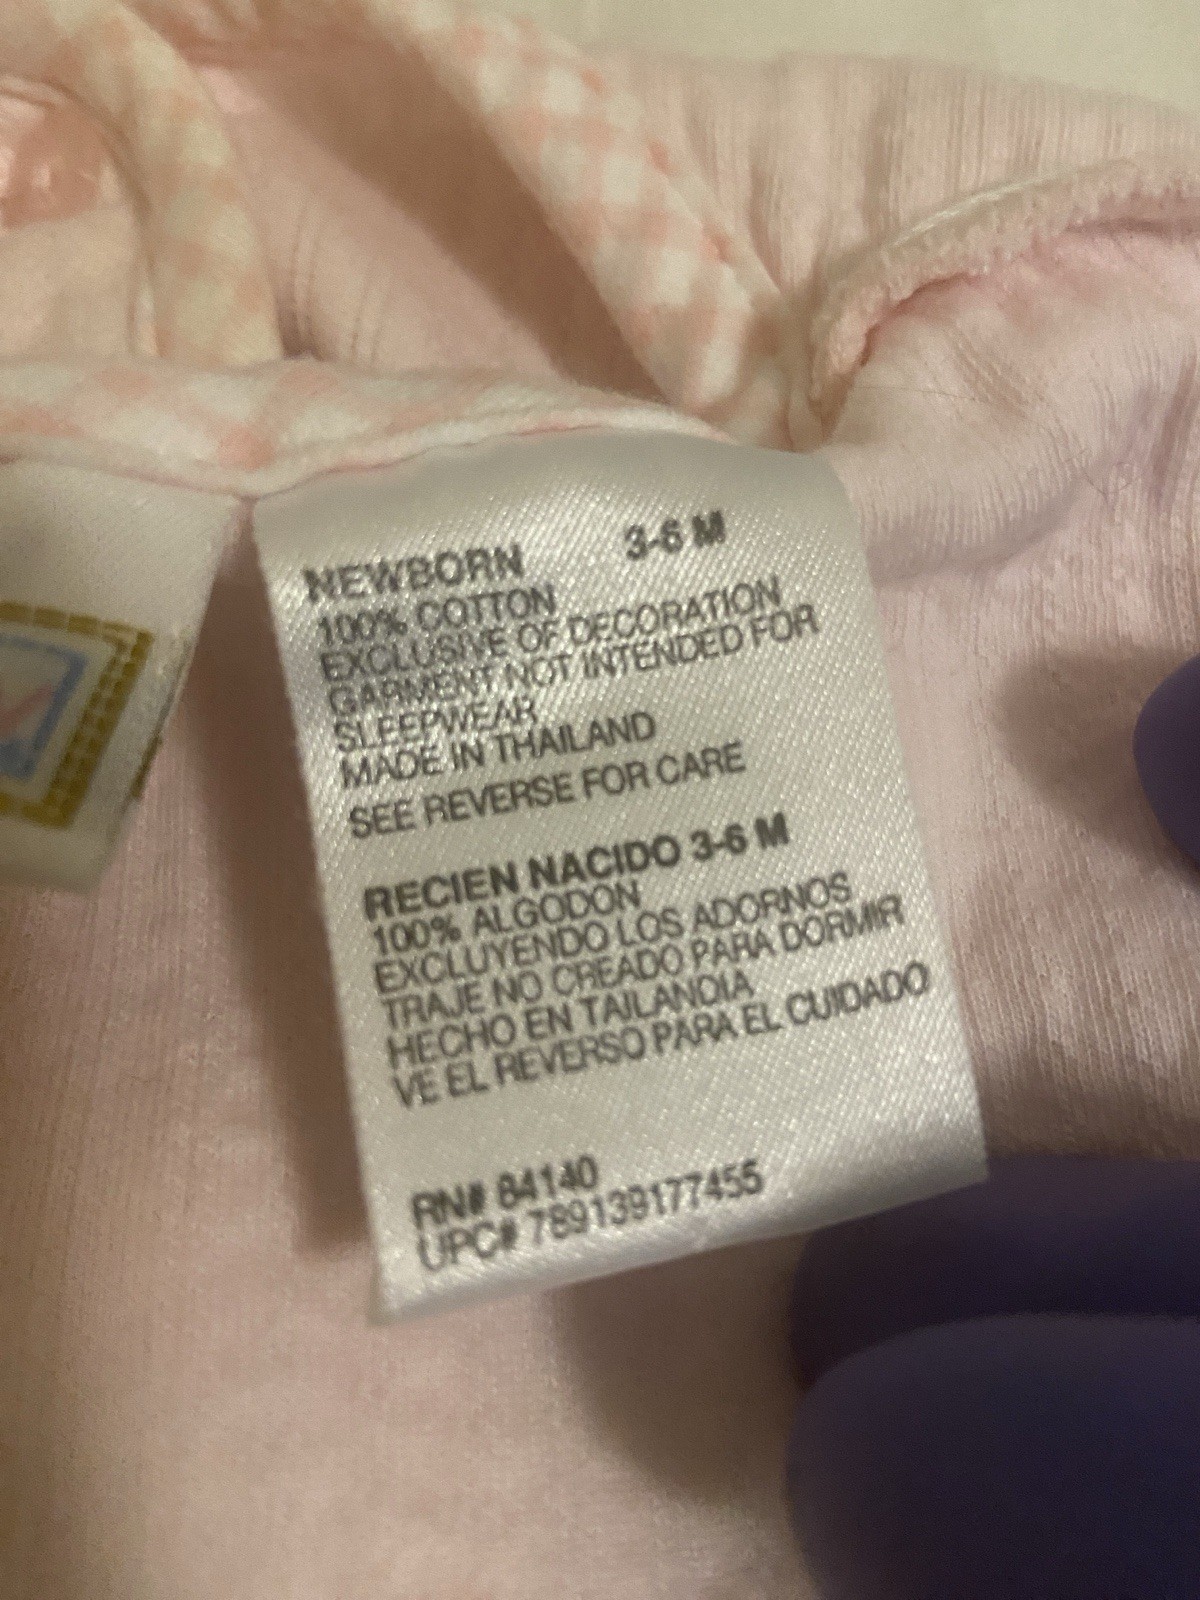 NEWBORN 3-6 M
100% COTTON
EXCLUSIVE OF DECORATION
GARMENT NOT INTENDED FOR
SLEEPWEAR
MADE IN THAILAND
SEE REVERSE FOR CARE
RECIEN NACIDO 3-6 M
100% ALGODON
EXCLUYENDO LOS ADORNOS
TRAJE NO CREADO PARA DORMIR
HECHO EN TAILANDIA
VE EL REVERSO PARA EL CUIDADO
RN# 84140
UPC# 789139177455